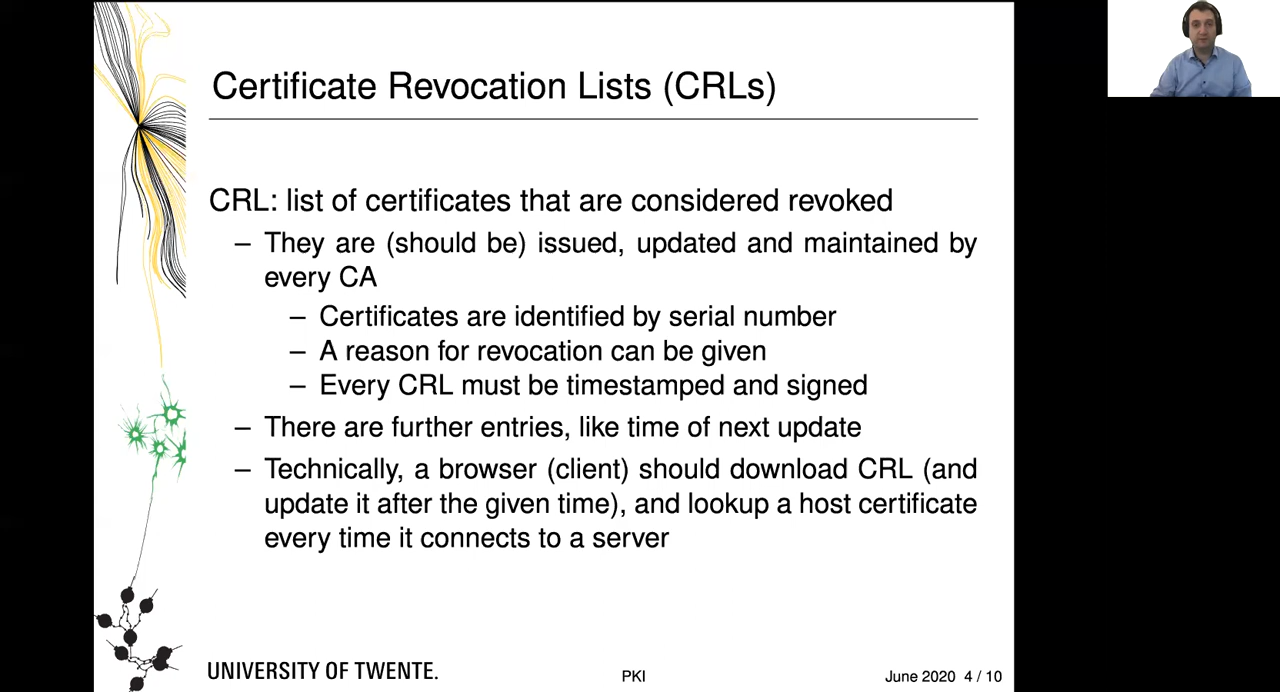 Certificate Revocation Lists (CRLs)
CRL: list of certificates that are considered revoked
– They are (should be) issued, updated and maintained by
every CA
– Certificates are identified by serial number
– A reason for revocation can be given
– Every CRL must be timestamped and signed
– There are further entries, like time of next update
– Technically, a browser (client) should download CRL (and
update it after the given time), and lookup a host certificate
every time it connects to a server
UNIVERSITY OF TWENTE.
PKI
June 2020 4 / 10